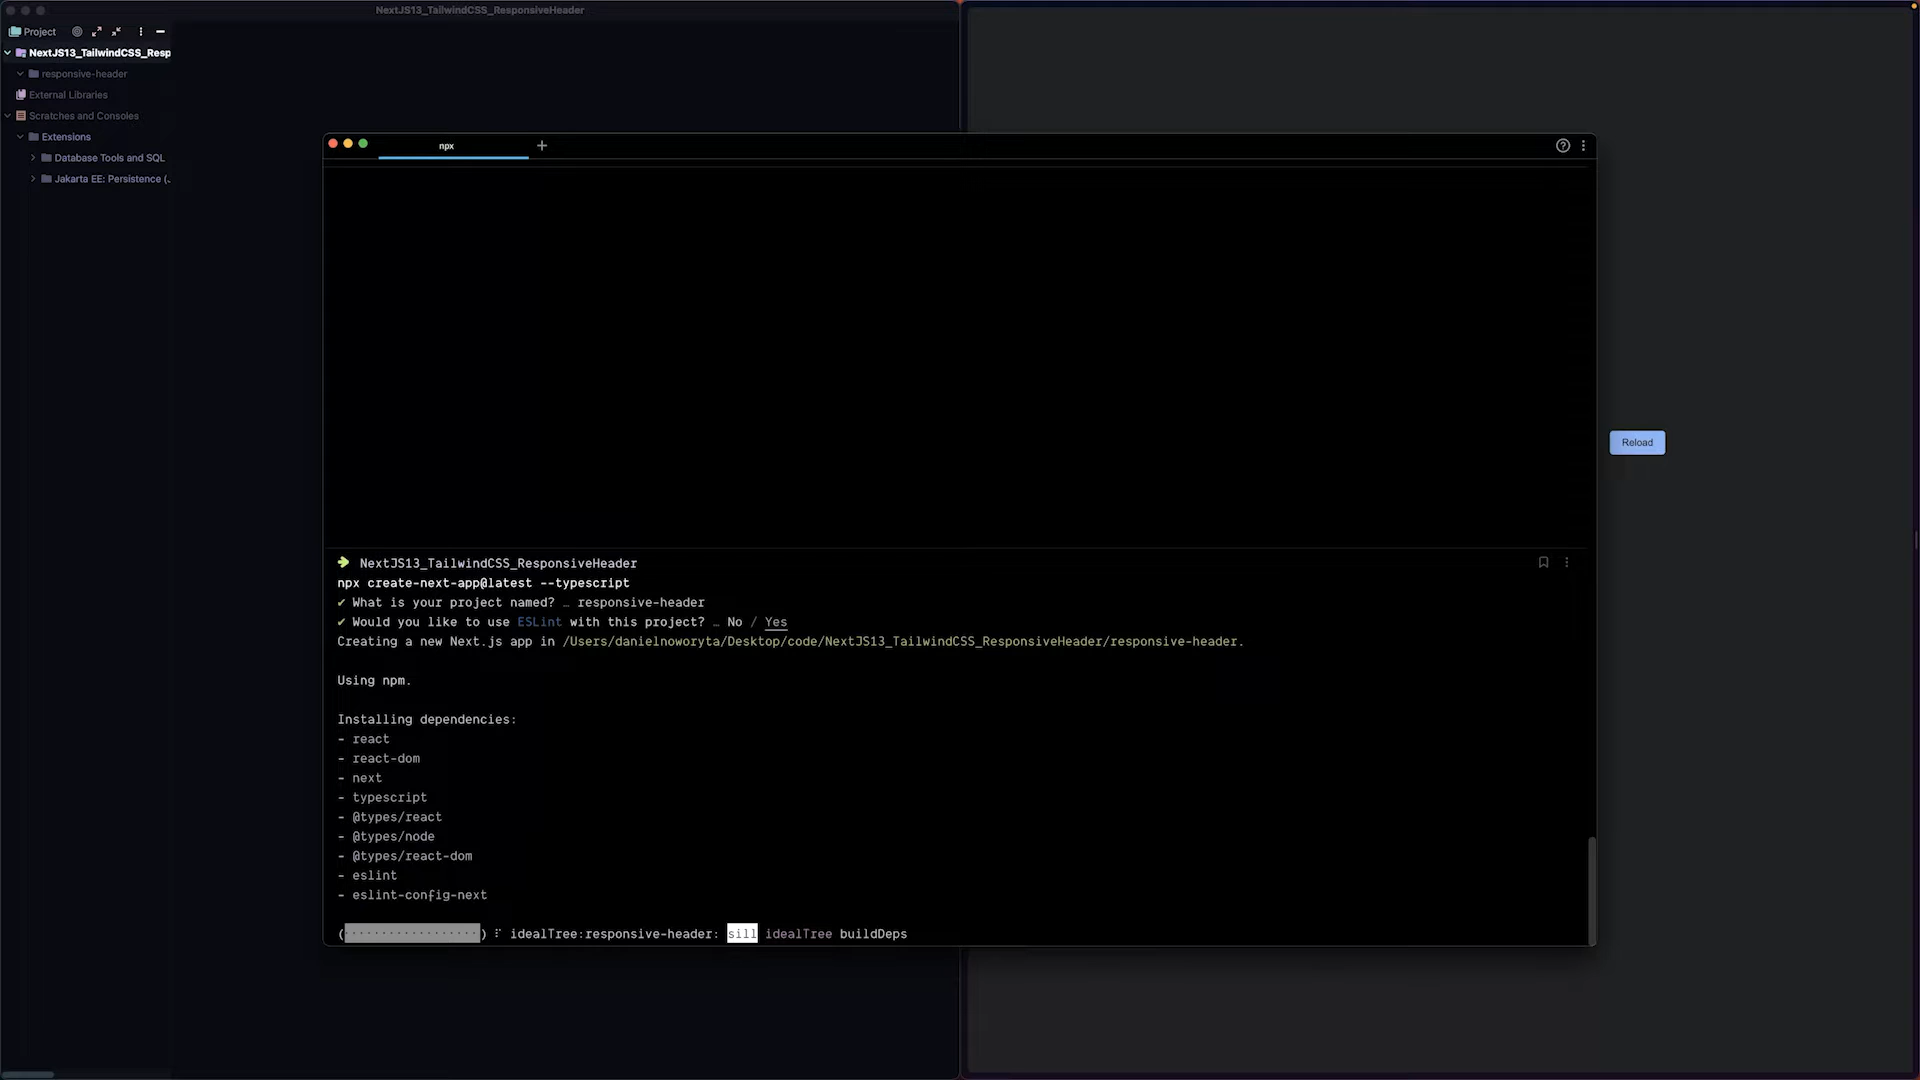 NextJS13_TailwindCSS_ResponsiveHeader
Project
NextJS13_TailwindCSS_Resp
responsive-header
External Libraries
Scratches and Consoles
Extensions
Database Tools and SQL
Jakarta EE: Persistence (.
npx
NextJS13_TailwindCSS_ResponsiveHeader
npx create-next-app@latest --typescript
✔ What is your project named? … responsive-header
✔ Would you like to use ESLint with this project? … No / Yes
Creating a new Next.js app in /Users/danielnoworyta/Desktop/code/NextJS13_TailwindCSS_ResponsiveHeader/responsive-header.
Using npm.
Installing dependencies:
- react
- react-dom
- next
- typescript
- @types/react
- @types/node
- @types/react-dom
- eslint
- eslint-config-next
(··················) ⠏ idealTree:responsive-header: sill idealTree buildDeps
Reload